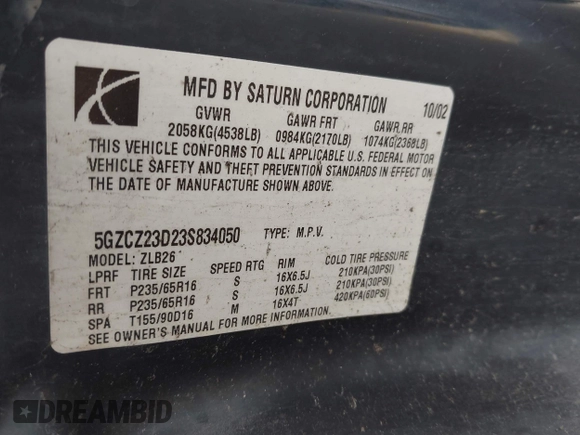 MFD BY SATURN CORPORATION 10/02
GVWR GAWR FRT GAWR RR
2058KG(4538LB) 0984KG(2170LB) 1074KG(2368LB)
THIS VEHICLE CONFORMS TO ALL APPLICABLE U.S. FEDERAL MOTOR
VEHICLE SAFETY AND THEFT PREVENTION STANDARDS IN EFFECT ON
THE DATE OF MANUFACTURE SHOWN ABOVE.
5GZCZ23D23S834050 TYPE: M.P.V.
MODEL: ZLB26
LPRF TIRE SIZE SPEED RTG RIM COLD TIRE PRESSURE
FRT P235/65R16 S 16X6.5J 210KPA(30PSI)
RR P235/65R16 S 16X6.5J 210KPA(30PSI)
SPA T155/90D16 M 16X4T 420KPA(60PSI)
SEE OWNER'S MANUAL FOR MORE INFORMATION.
DREAMBID